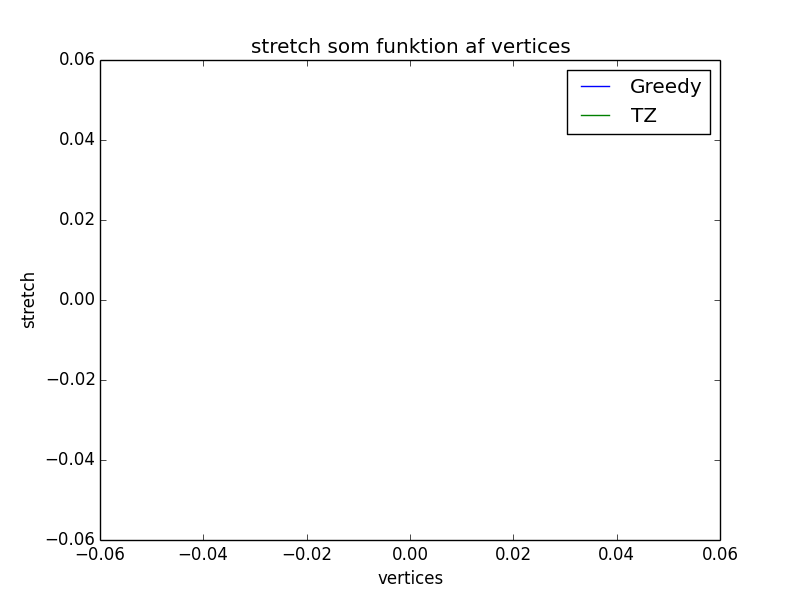 stretch som funktion af vertices
Greedy
TZ
0.06
0.04
0.02
0.00
−0.02
−0.04
−0.06
stretch
−0.06 −0.04 −0.02 0.00 0.02 0.04 0.06
vertices